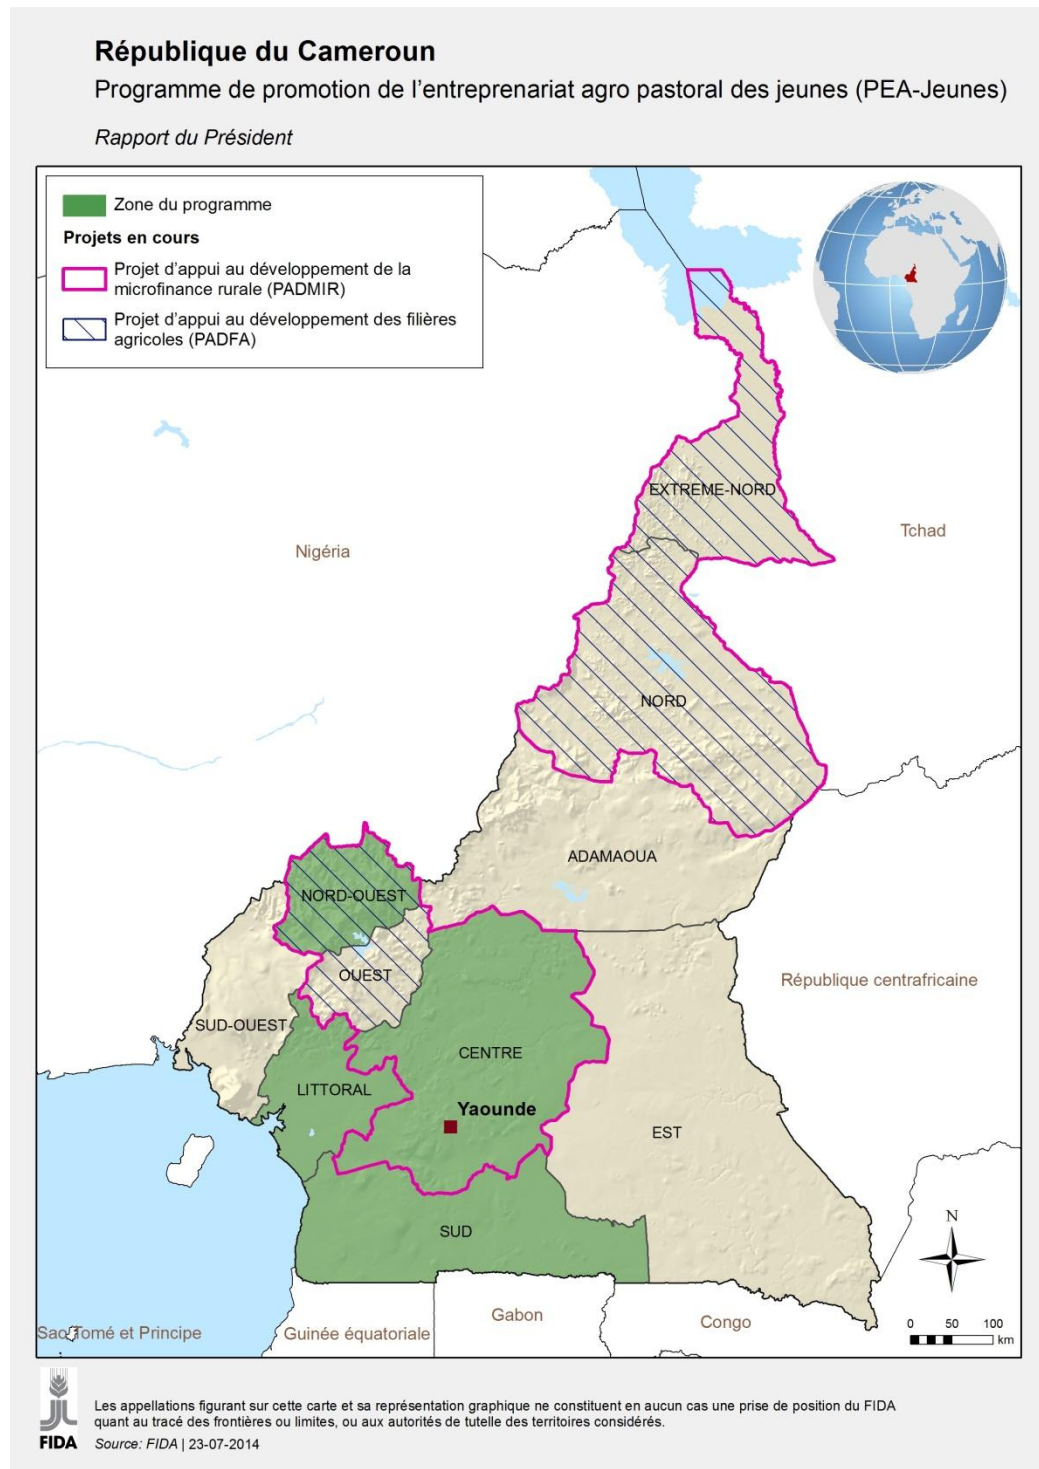 République du Cameroun
Programme de promotion de l'entreprenariat agro pastoral des jeunes (PEA-Jeunes)
Rapport du Président
Zone du programme
Projets en cours
Projet d'appui au développement de la
microfinance rurale (PADMIR)
Projet d'appui au développement des filières
agricoles (PADFA)
EXTREME-NORD
Tchad
Nigéria
NORD
ADAMAOUA
NORD-OUEST
OUEST
République centrafricaine
SUD-OUEST
CENTRE
LITTORAL
Yaounde
EST
SUD
N
Sao Tomé et Principe
Guinée équatoriale
Gabon
Congo
0 50 100
km
Les appellations figurant sur cette carte et sa représentation graphique ne constituent en aucun cas une prise de position du FIDA
quant au tracé des frontières ou limites, ou aux autorités de tutelle des territoires considérés.
FIDA
Source: FIDA | 23-07-2014